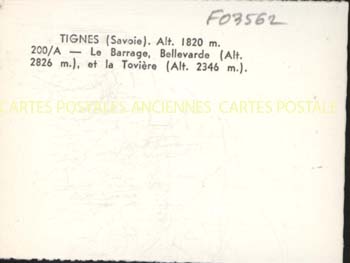 F03562
TIGNES (Savoie). Alt. 1820 m.
200/A — Le Barrage, Bellevarde (Alt.
2826 m.), et la Tovière (Alt. 2346 m.).
CARTES POSTALES ANCIENNES CARTES POSTALE